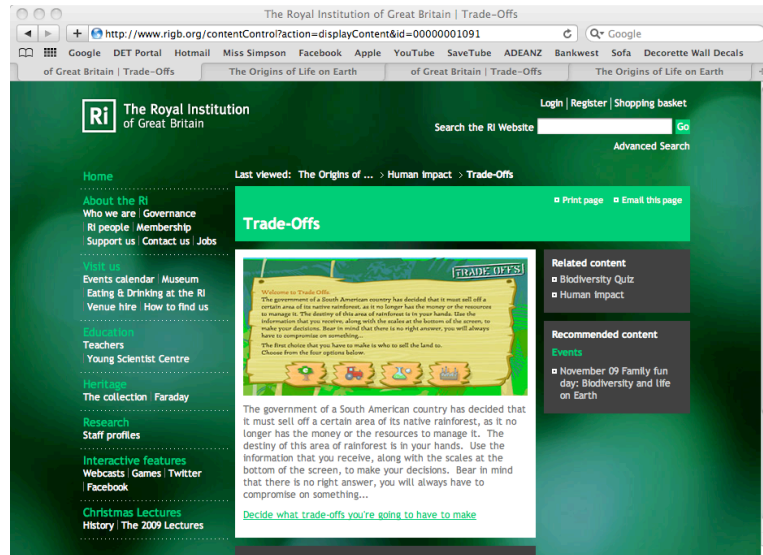 The Royal Institution of Great Britain | Trade-Offs
http://www.rigb.org/contentControl?action=displayContent&id=00000001091
Google
Google DET Portal Hotmail Miss Simpson Facebook Apple YouTube SaveTube ADEANZ Bankwest Sofa Decorette Wall Decals
of Great Britain | Trade-Offs The Origins of Life on Earth of Great Britain | Trade-Offs The Origins of Life on Earth
Ri The Royal Institution
of Great Britain
Login | Register | Shopping basket
Search the RI Website Go
Advanced Search
Home
About the RI
Who we are | Governance
RI people | Membership
Support us | Contact us | Jobs
Visit us
Events calendar | Museum
Eating & Drinking at the RI
Venue hire | How to find us
Education
Teachers
Young Scientist Centre
Heritage
The collection | Faraday
Research
Staff profiles
Interactive features
Webcasts | Games | Twitter
| Facebook
Christmas Lectures
History | The 2009 Lectures
Last viewed: The Origins of ... > Human impact > Trade-Offs
Print page Email this page
Trade-Offs
TRADE OFFS
Welcome to Trade Offs.
The government of a South American country has decided that it must sell off a
certain area of its native rainforest, as it no longer has the money or the resources
to manage it. The destiny of this area of rainforest is in your hands. Use the
information that you receive, along with the scales at the bottom of the screen, to
make your decisions. Bear in mind that there is no right answer, you will always
have to compromise on something...
The first choice that you have to make is who to sell the land to.
Choose from the four options below.
The government of a South American country has decided that
it must sell off a certain area of its native rainforest, as it no
longer has the money or the resources to manage it. The
destiny of this area of rainforest is in your hands. Use the
information that you receive, along with the scales at the
bottom of the screen, to make your decisions. Bear in mind
that there is no right answer, you will always have to
compromise on something...
Decide what trade-offs you're going to have to make
Related content
Biodiversity Quiz
Human impact
Recommended content
Events
November 09 Family fun
day: Biodiversity and life
on Earth